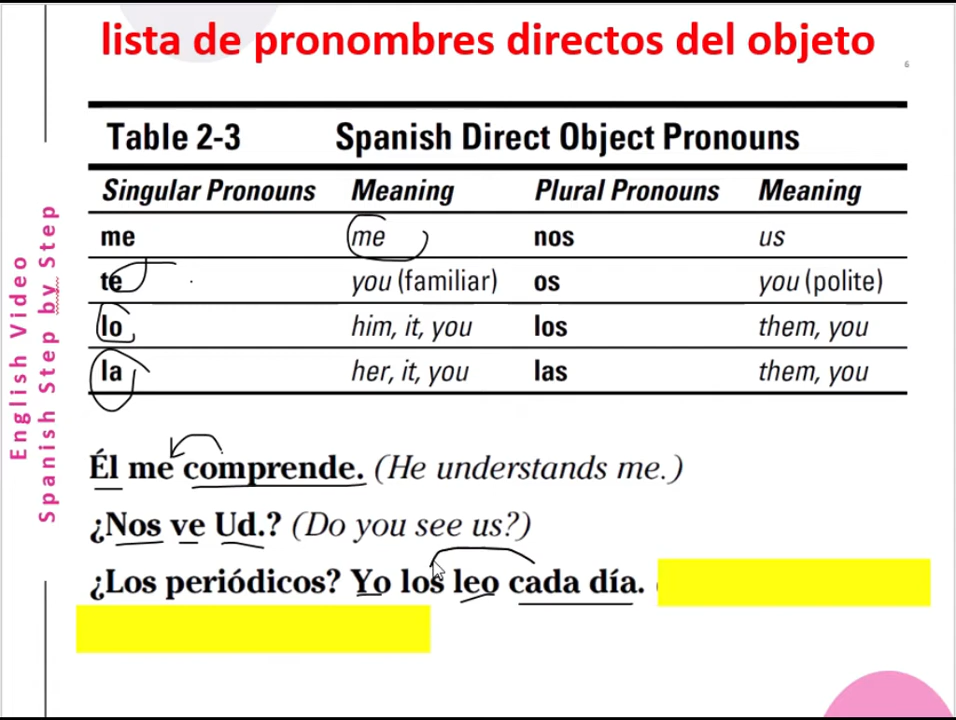 lista de pronombres directos del objeto
6
Table 2-3 Spanish Direct Object Pronouns
Singular Pronouns Meaning Plural Pronouns Meaning
me me nos us
te you (familiar) os you (polite)
lo him, it, you los them, you
la her, it, you las them, you
Él me comprende. (He understands me.)
¿Nos ve Ud.? (Do you see us?)
¿Los periódicos? Yo los leo cada día.
English Video
Spanish Step by Step